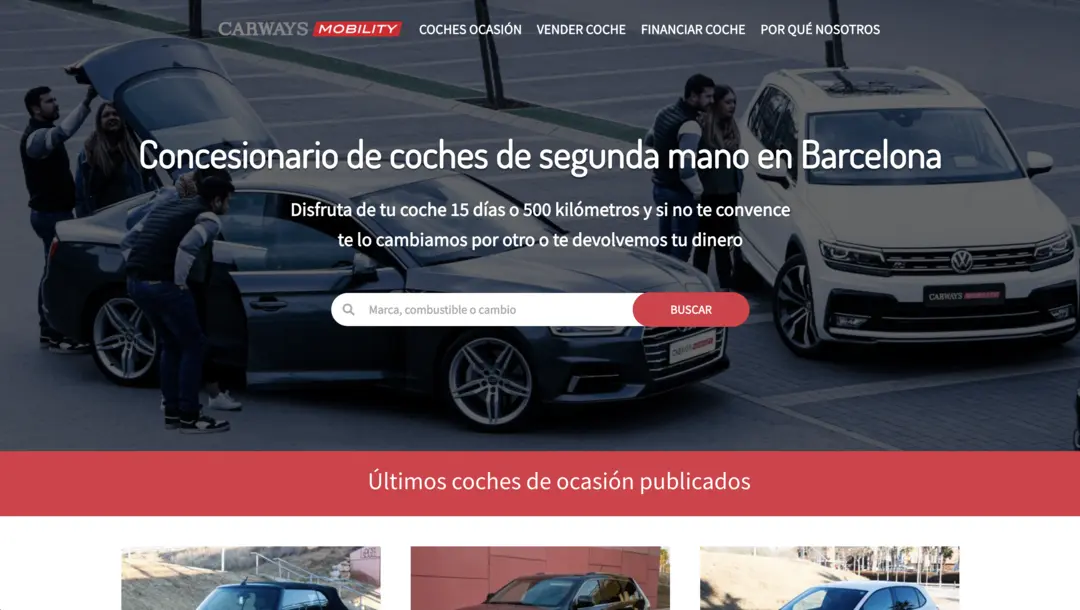 CARWAYS MOBILITY
COCHES OCASIÓN
VENDER COCHE
FINANCIAR COCHE
POR QUÉ NOSOTROS
Concesionario de coches de segunda mano en Barcelona
Disfruta de tu coche 15 días o 500 kilómetros y si no te convence
te lo cambiamos por otro o te devolvemos tu dinero
Marca, combustible o cambio
BUSCAR
CARWAYS
Últimos coches de ocasión publicados